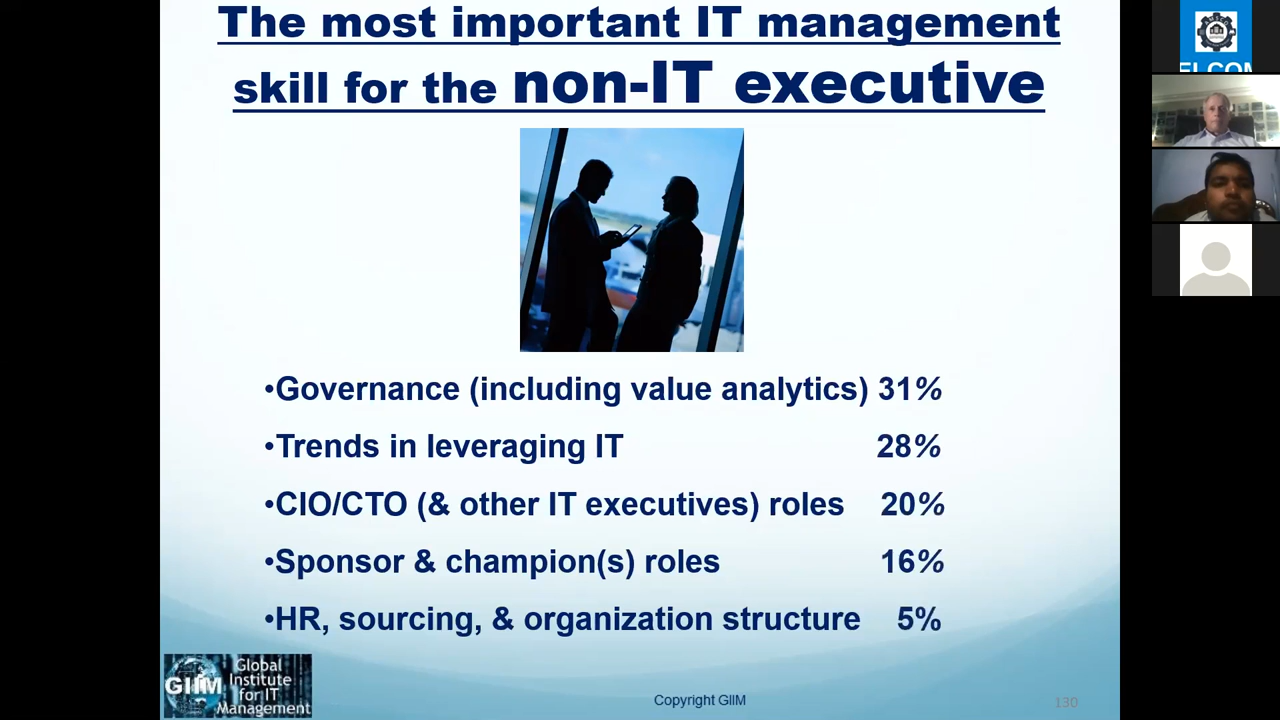 The most important IT management
skill for the non-IT executive
•Governance (including value analytics) 31%
•Trends in leveraging IT 28%
•CIO/CTO (& other IT executives) roles 20%
•Sponsor & champion(s) roles 16%
•HR, sourcing, & organization structure 5%
GIIM
Global
Institute
for IT
Management
Copyright GIIM
130